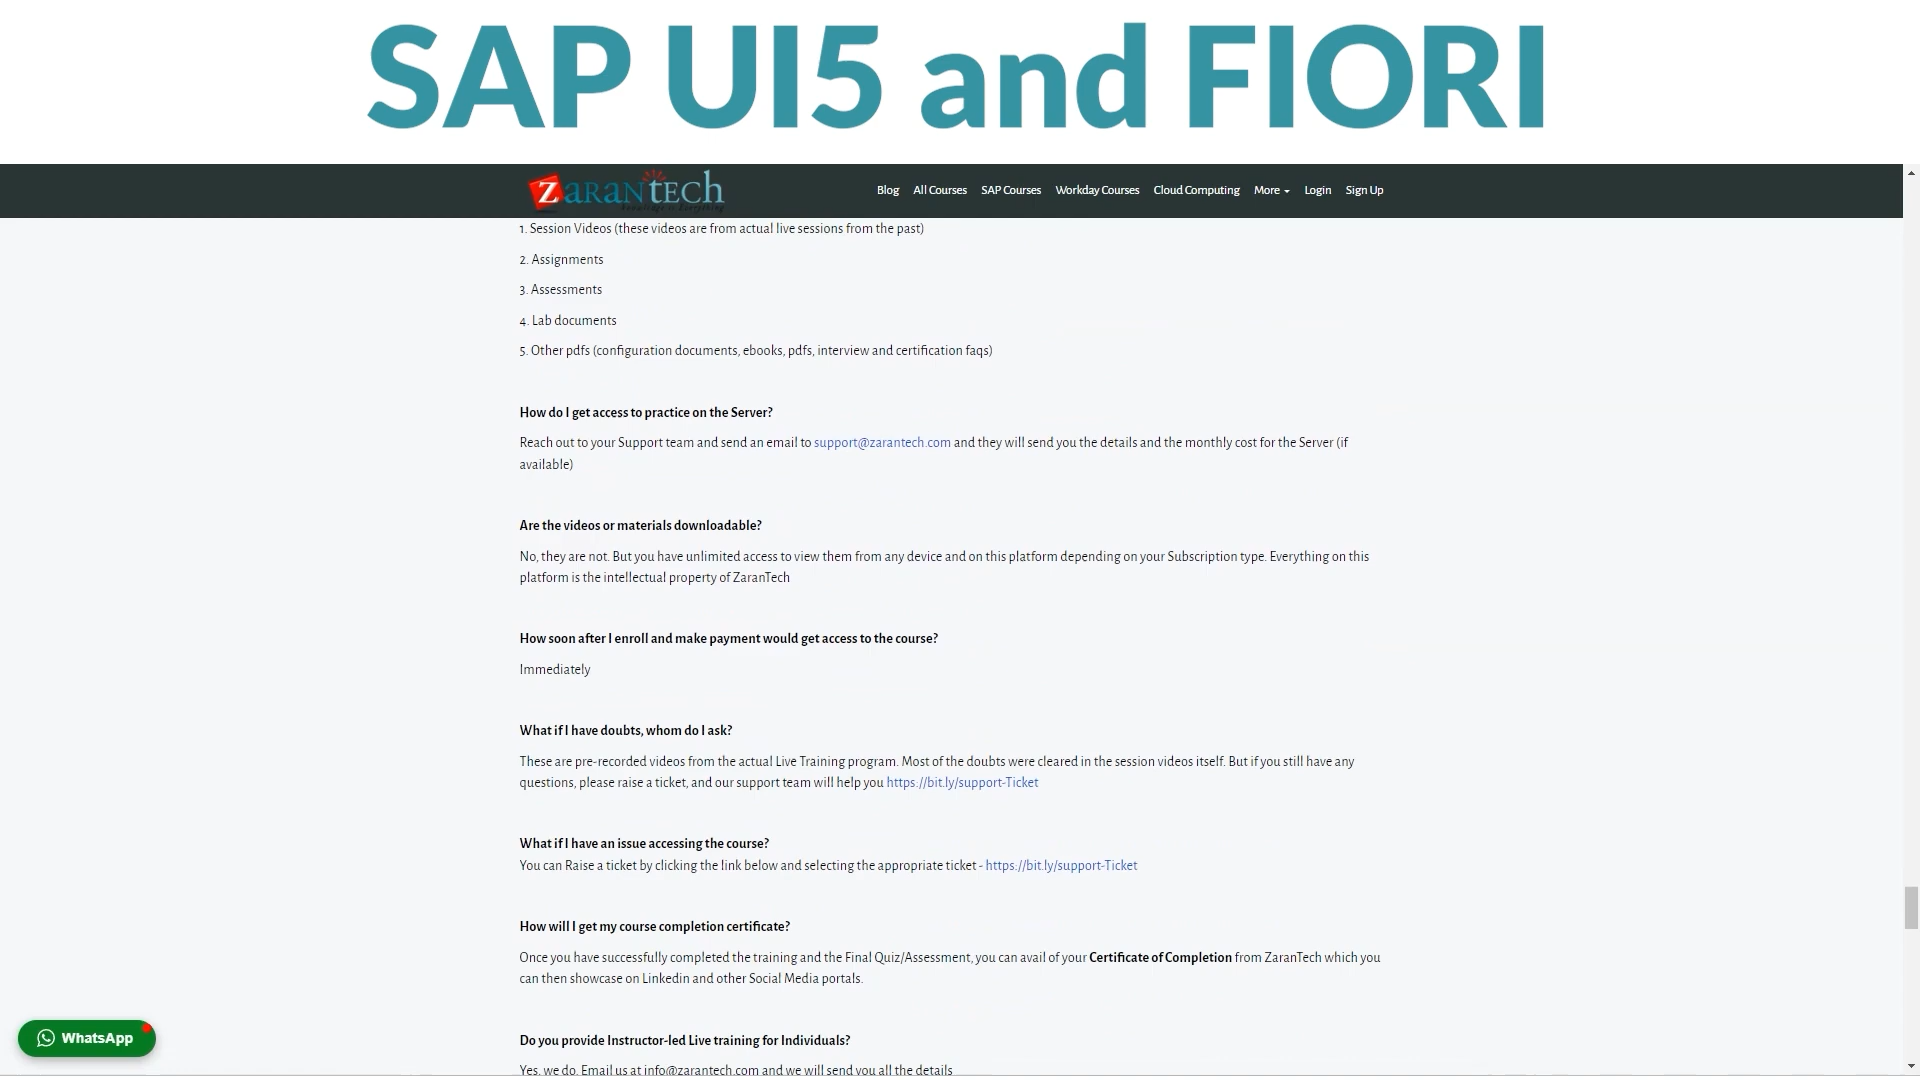 SAP UI5 and FIORI
ZaranTech
Blog All Courses SAP Courses Workday Courses Cloud Computing More Login Sign Up
1. Session Videos (these videos are from actual live sessions from the past)
2. Assignments
3. Assessments
4. Lab documents
5. Other pdfs (configuration documents, ebooks, pdfs, interview and certification faqs)
How do I get access to practice on the Server?
Reach out to your Support team and send an email to support@zarantech.com and they will send you the details and the monthly cost for the Server (if
available)
Are the videos or materials downloadable?
No, they are not. But you have unlimited access to view them from any device and on this platform depending on your Subscription type. Everything on this
platform is the intellectual property of ZaranTech
How soon after I enroll and make payment would get access to the course?
Immediately
What if I have doubts, whom do I ask?
These are pre-recorded videos from the actual Live Training program. Most of the doubts were cleared in the session videos itself. But if you still have any
questions, please raise a ticket, and our support team will help you https://bit.ly/support-Ticket
What if I have an issue accessing the course?
You can Raise a ticket by clicking the link below and selecting the appropriate ticket - https://bit.ly/support-Ticket
How will I get my course completion certificate?
Once you have successfully completed the training and the Final Quiz/Assessment, you can avail of your Certificate of Completion from ZaranTech which you
can then showcase on Linkedin and other Social Media portals.
Do you provide Instructor-led Live training for Individuals?
Yes, we do. Email us at info@zarantech.com and we will send you all the details
WhatsApp